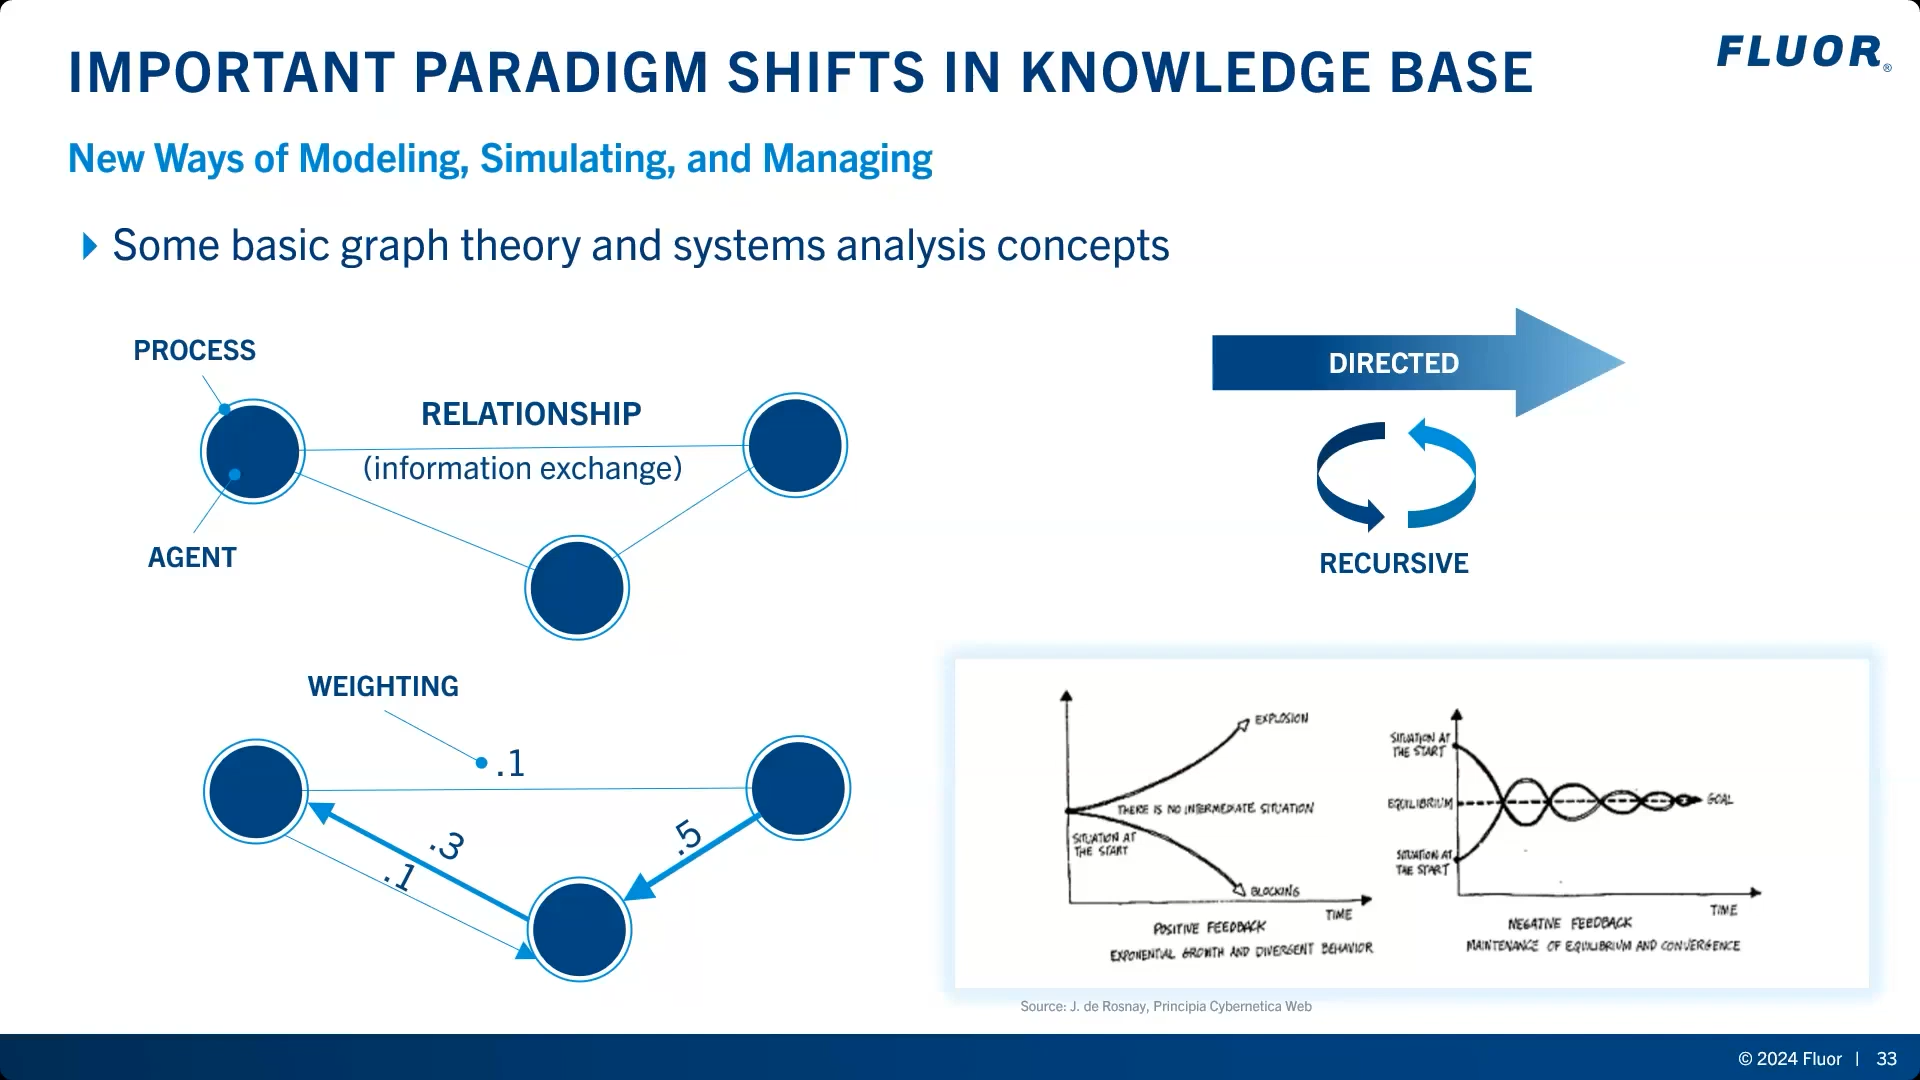 IMPORTANT PARADIGM SHIFTS IN KNOWLEDGE BASE
FLUOR®
New Ways of Modeling, Simulating, and Managing
Some basic graph theory and systems analysis concepts
PROCESS
RELATIONSHIP
(information exchange)
AGENT
DIRECTED
RECURSIVE
WEIGHTING
.1
.3
.1
.5
EXPLOSION
THERE IS NO INTERMEDIATE SITUATION
SITUATION AT
THE START
BLOCKING
TIME
POSITIVE FEEDBACK
EXPONENTIAL GROWTH AND DIVERGENT BEHAVIOR
SITUATION AT
THE START
EQUILIBRIUM
GOAL
SITUATION AT
THE START
TIME
NEGATIVE FEEDBACK
MAINTENANCE OF EQUILIBRIUM AND CONVERGENCE
Source: J. de Rosnay, Principia Cybernetica Web
© 2024 Fluor | 33